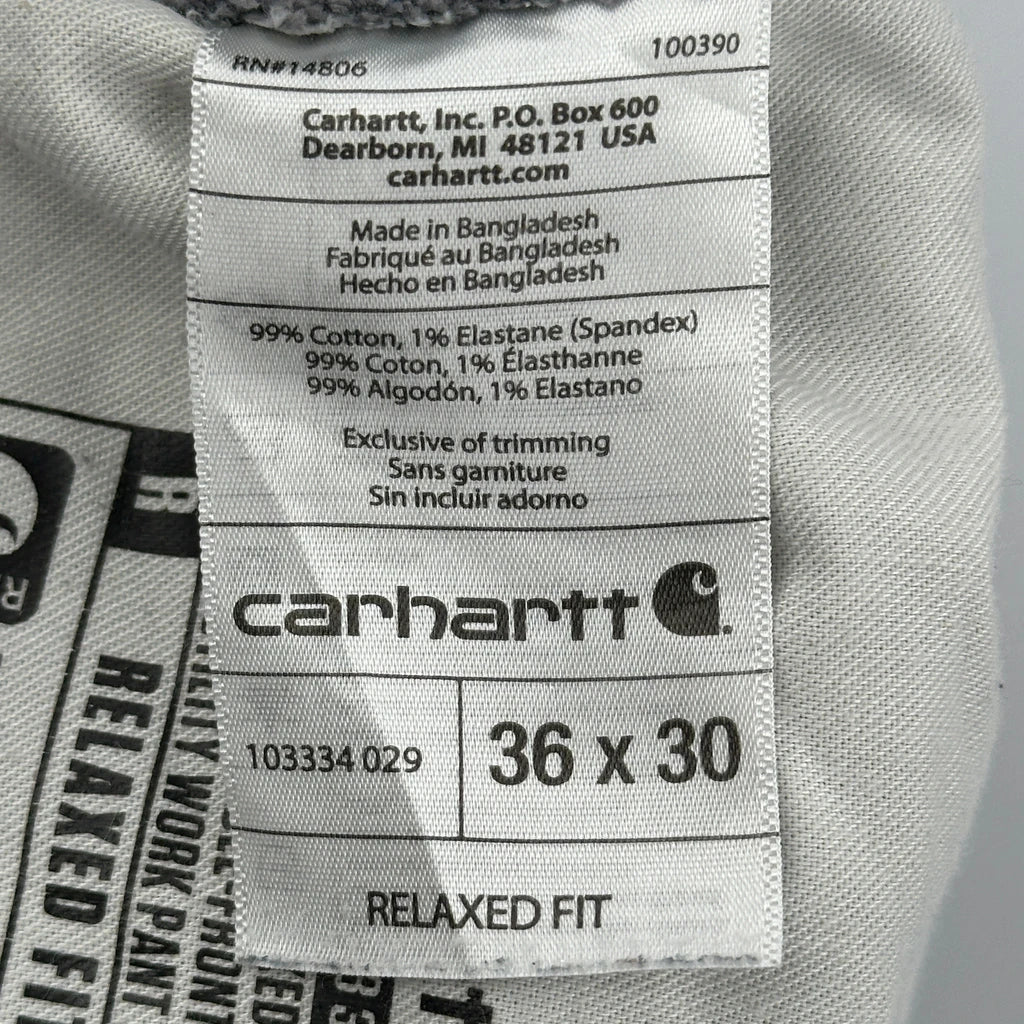 RN#14806
100390
Carhartt, Inc. P.O. Box 600
Dearborn, MI 48121 USA
carhartt.com
Made in Bangladesh
Fabriqué au Bangladesh
Hecho en Bangladesh
99% Cotton, 1% Elastane (Spandex)
99% Coton, 1% Élasthanne
99% Algodón, 1% Elastano
Exclusive of trimming
Sans garniture
Sin incluir adorno
carhartt
103334 029
36 x 30
RELAXED FIT
RELAXED
WORK PANT